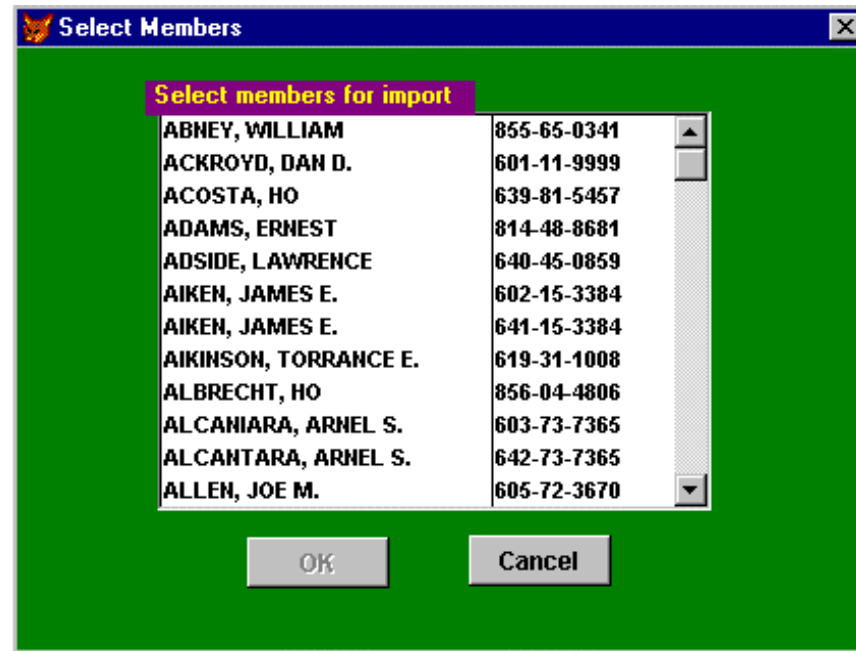 Select Members
Select members for import
ABNEY, WILLIAM 855-65-0341
ACKROYD, DAN D. 601-11-9999
ACOSTA, HO 639-81-5457
ADAMS, ERNEST 814-48-8681
ADSIDE, LAWRENCE 640-45-0859
AIKEN, JAMES E. 602-15-3384
AIKEN, JAMES E. 641-15-3384
AIKINSON, TORRANCE E. 619-31-1008
ALBRECHT, HO 856-04-4806
ALCANIARA, ARNEL S. 603-73-7365
ALCANTARA, ARNEL S. 642-73-7365
ALLEN, JOE M. 605-72-3670
OK Cancel